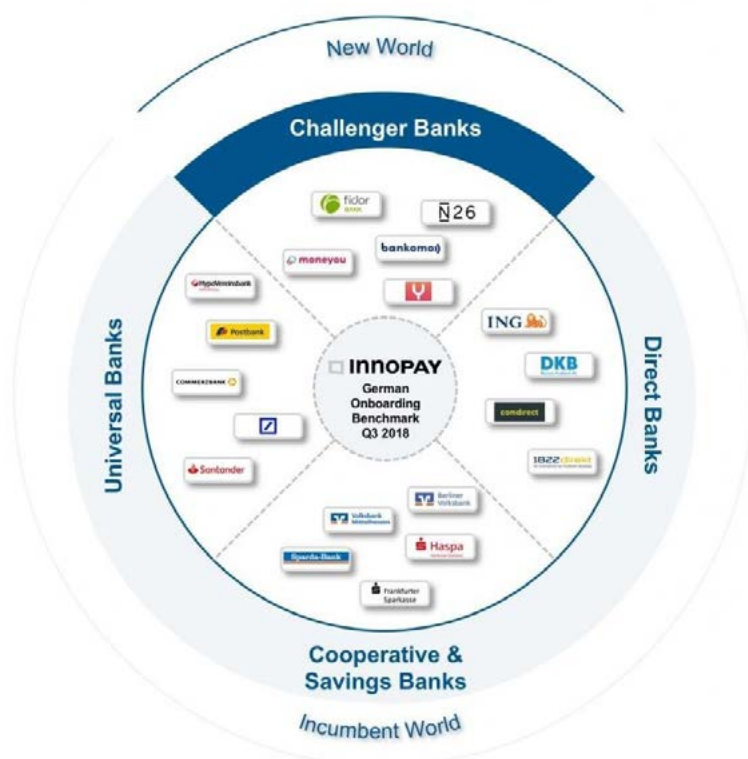 New World
Challenger Banks
fidor
BANK
N26
moneyou
bankomo
HypoVereinsbank
Postbank
COMMERZBANK
Santander
Universal Banks
INNOPAY
German
Onboarding
Benchmark
Q3 2018
ING
DKB
comdirect
1822direkt
Direct Banks
Berliner
Volksbank
Volksbank
Mittelhessen
Haspa
Sparda-Bank
Frankfurter
Sparkasse
Cooperative &
Savings Banks
Incumbent World